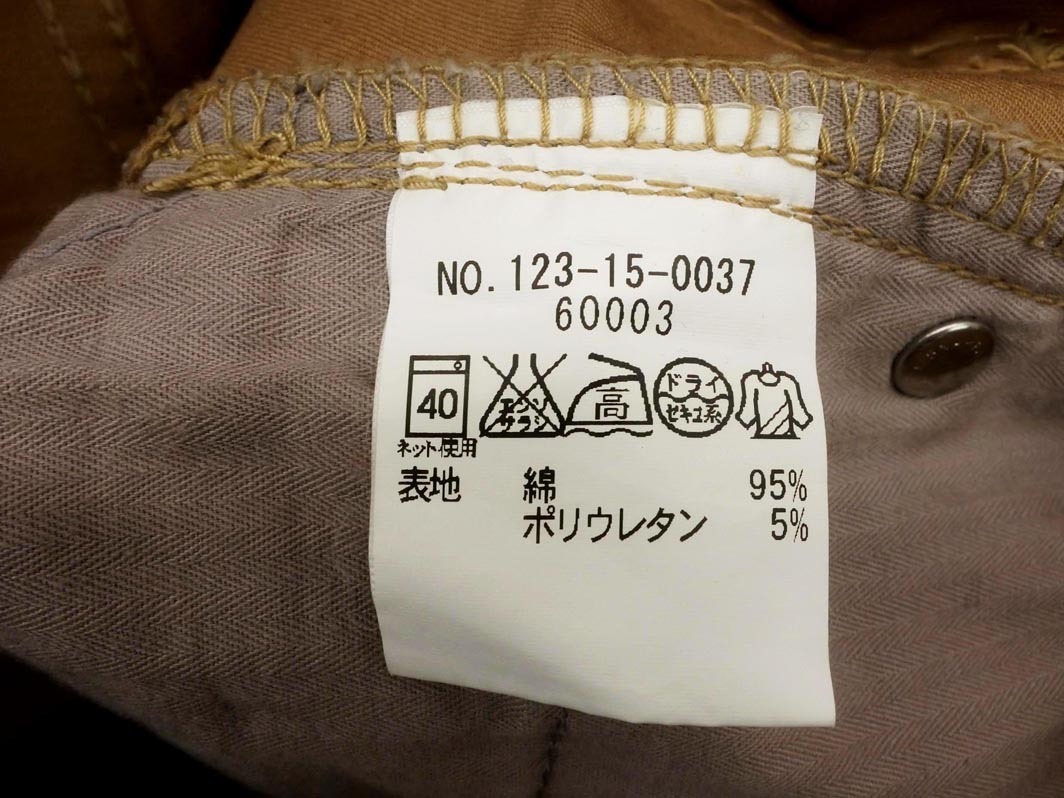 NO. 123-15-0037
60003
40 エンソ サラシ 高 ドライ セキユ系
ネット使用
表地 綿 95%
ポリウレタン 5%